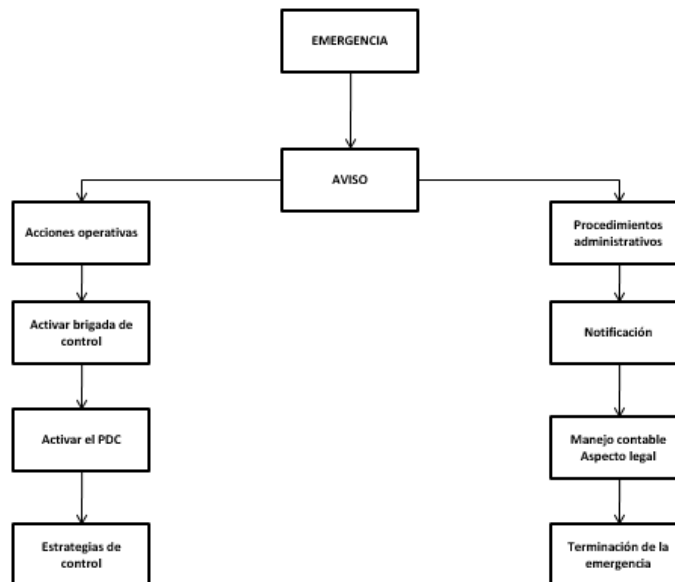 EMERGENCIA
AVISO
Acciones operativas
Procedimientos
administrativos
Activar brigada de
control
Notificación
Activar el PDC
Manejo contable
Aspecto legal
Estrategias de
control
Terminación de la
emergencia